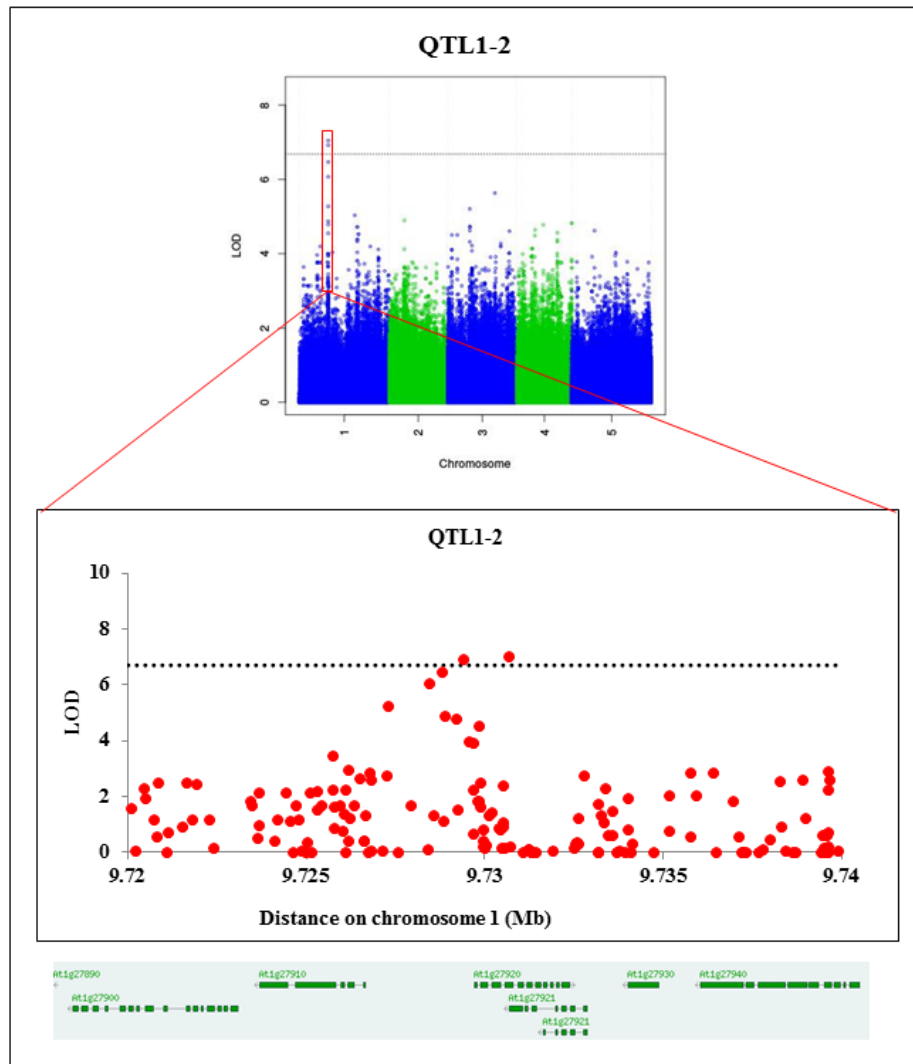 QTL1-2
8
6
4
2
0
LOD
1
2
3
4
5
Chromosome
QTL1-2
10
8
6
4
2
0
LOD
9.72
9.725
9.73
9.735
9.74
Distance on chromosome 1 (Mb)
At1g27890
At1g27910
At1g27920
At1g27930
At1g27940
At1g27900
At1g27921
At1g27921